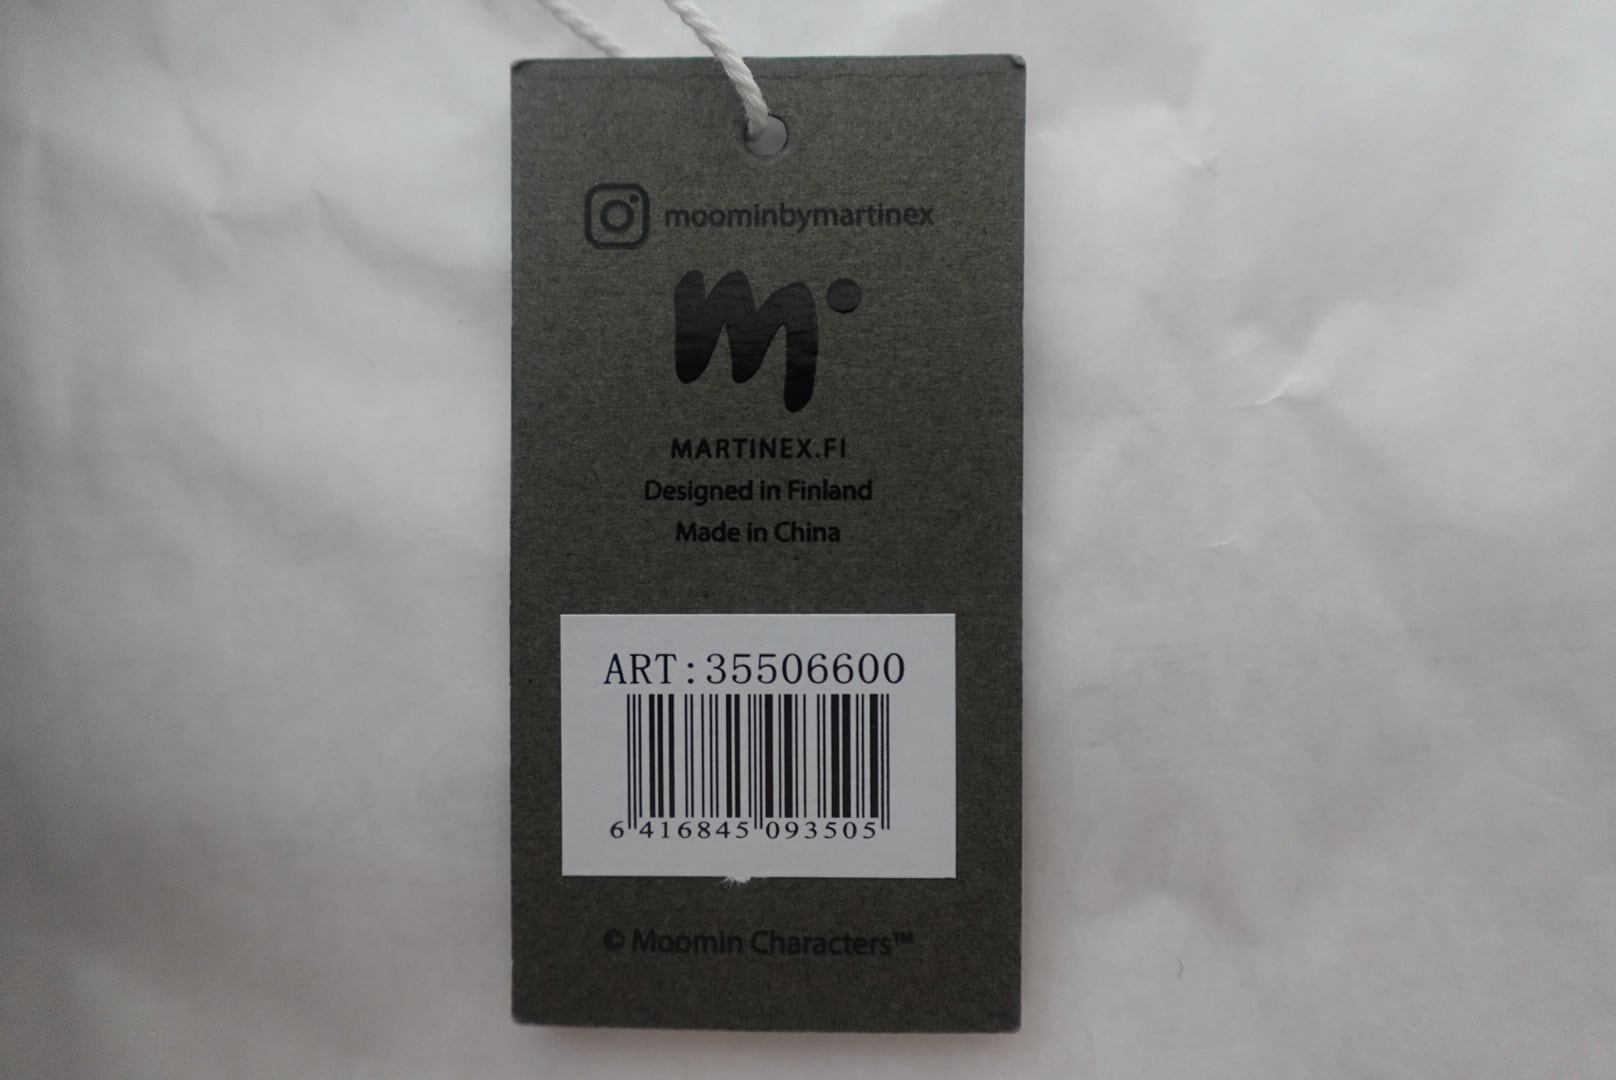 moominbymartinex
m
MARTINEX.FI
Designed in Finland
Made in China
ART:35506600
6 416845 093505
© Moomin Characters™